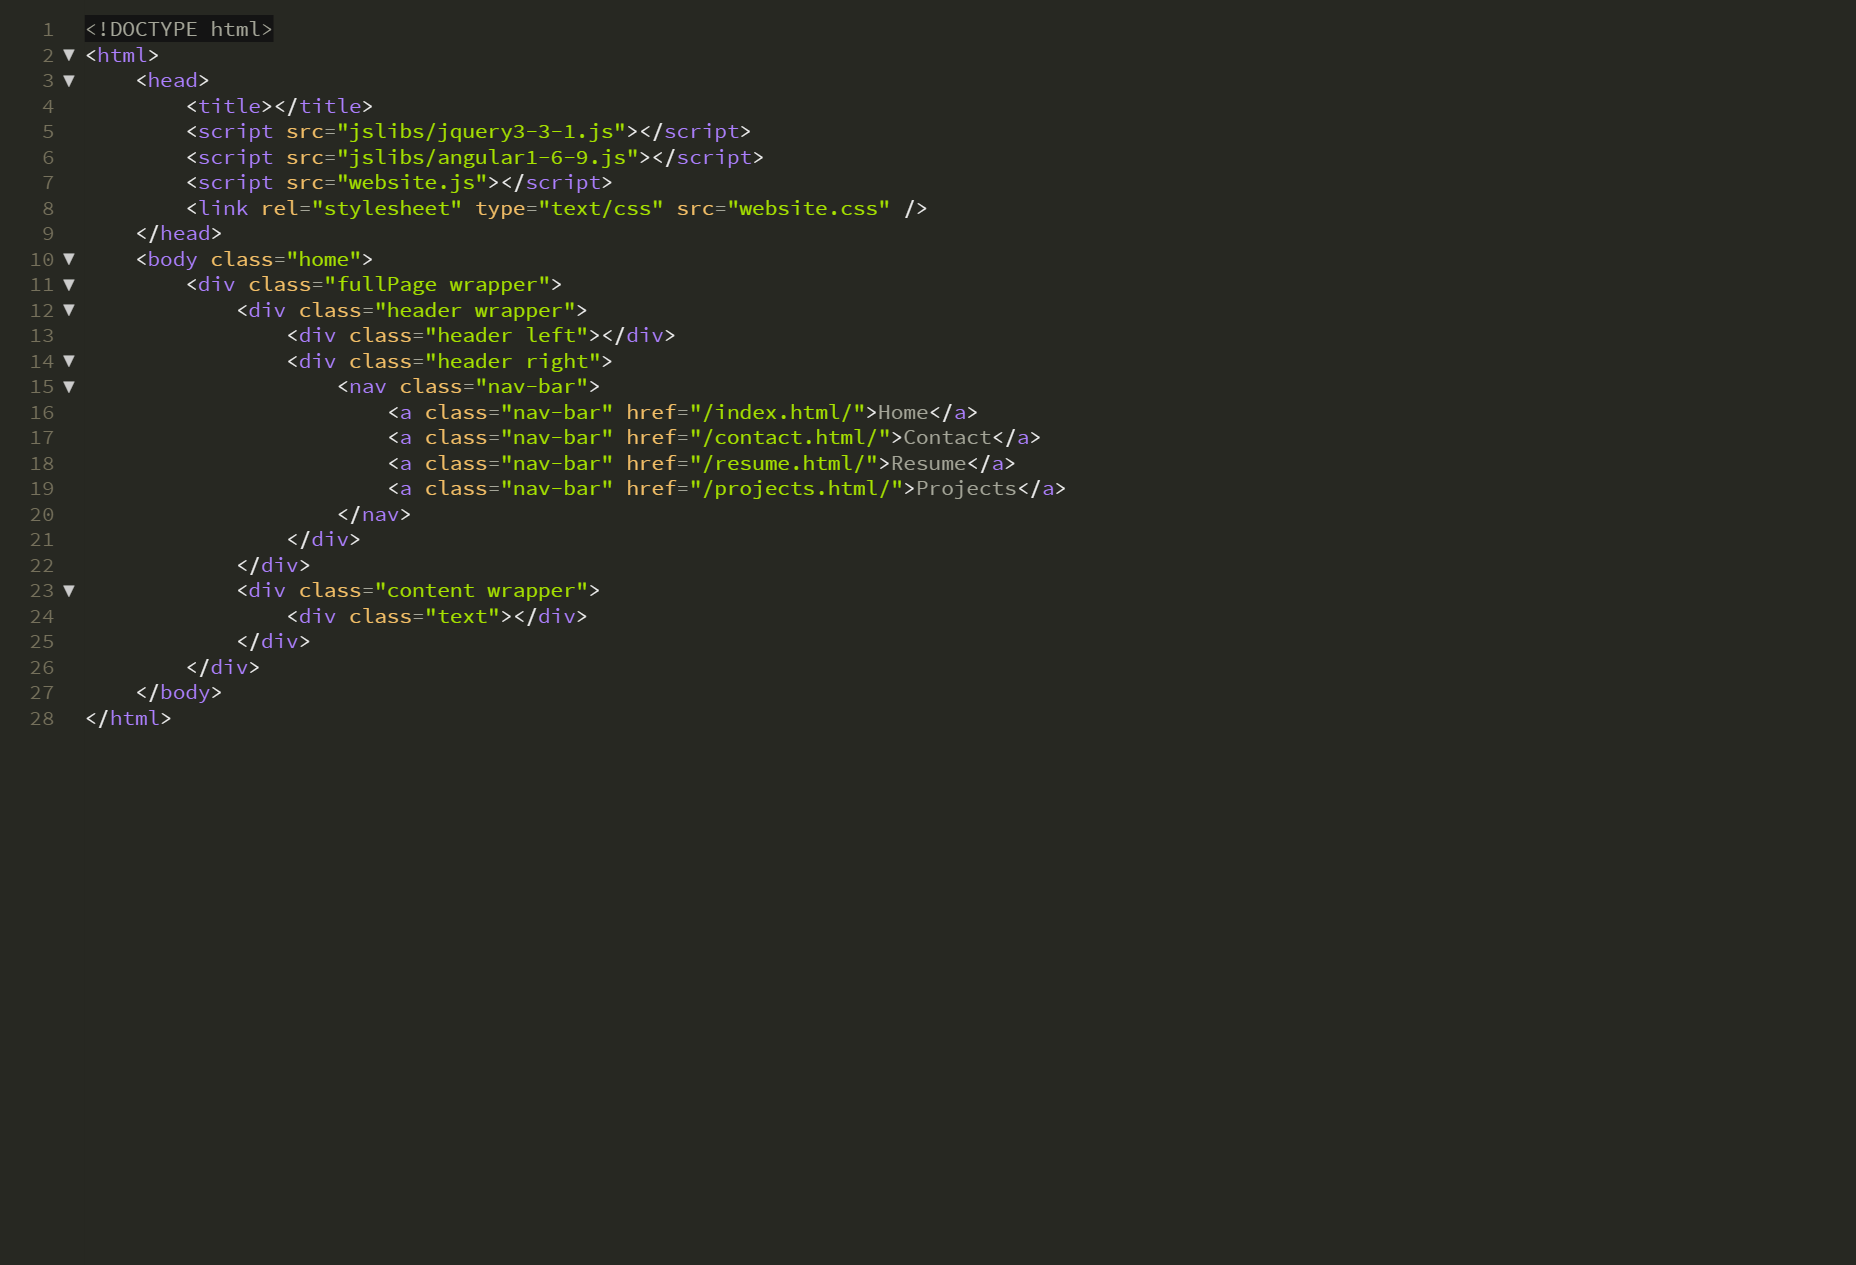 1 <!DOCTYPE html>
2 ▼ <html>
3 ▼ <head>
4 <title></title>
5 <script src="jslibs/jquery3-3-1.js"></script>
6 <script src="jslibs/angular1-6-9.js"></script>
7 <script src="website.js"></script>
8 <link rel="stylesheet" type="text/css" src="website.css" />
9 </head>
10 ▼ <body class="home">
11 ▼ <div class="fullPage wrapper">
12 ▼ <div class="header wrapper">
13 <div class="header left"></div>
14 ▼ <div class="header right">
15 ▼ <nav class="nav-bar">
16 <a class="nav-bar" href="/index.html/">Home</a>
17 <a class="nav-bar" href="/contact.html/">Contact</a>
18 <a class="nav-bar" href="/resume.html/">Resume</a>
19 <a class="nav-bar" href="/projects.html/">Projects</a>
20 </nav>
21 </div>
22 </div>
23 ▼ <div class="content wrapper">
24 <div class="text"></div>
25 </div>
26 </div>
27 </body>
28 </html>